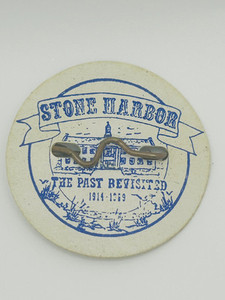 STONE HARBOR
THE PAST REVISITED
1914-1989